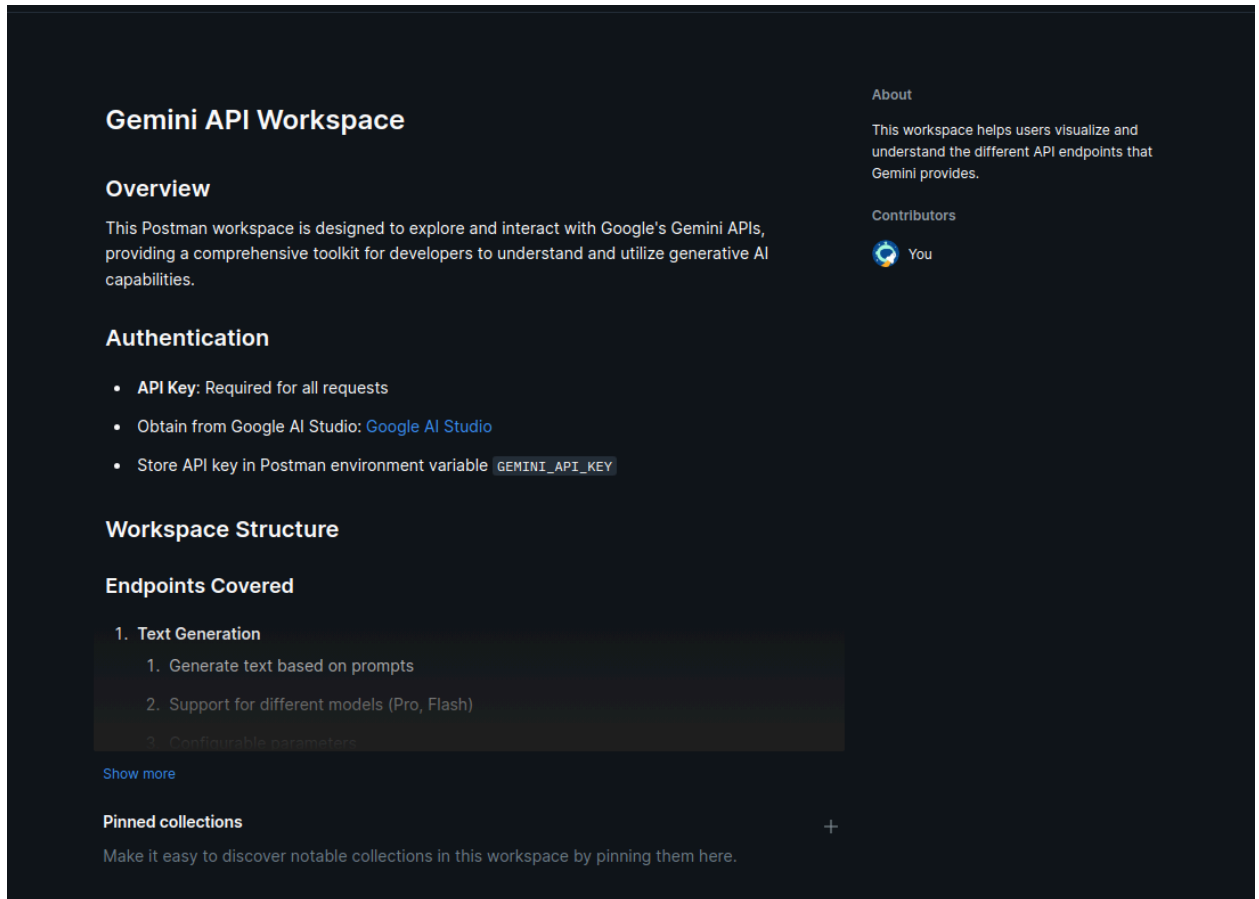 Gemini API Workspace
Overview
This Postman workspace is designed to explore and interact with Google's Gemini APIs,
providing a comprehensive toolkit for developers to understand and utilize generative AI
capabilities.
Authentication
• API Key: Required for all requests
• Obtain from Google AI Studio: Google AI Studio
• Store API key in Postman environment variable GEMINI_API_KEY
Workspace Structure
Endpoints Covered
1. Text Generation
1. Generate text based on prompts
2. Support for different models (Pro, Flash)
3. Configurable parameters
Show more
Pinned collections
Make it easy to discover notable collections in this workspace by pinning them here.
About
This workspace helps users visualize and
understand the different API endpoints that
Gemini provides.
Contributors
You